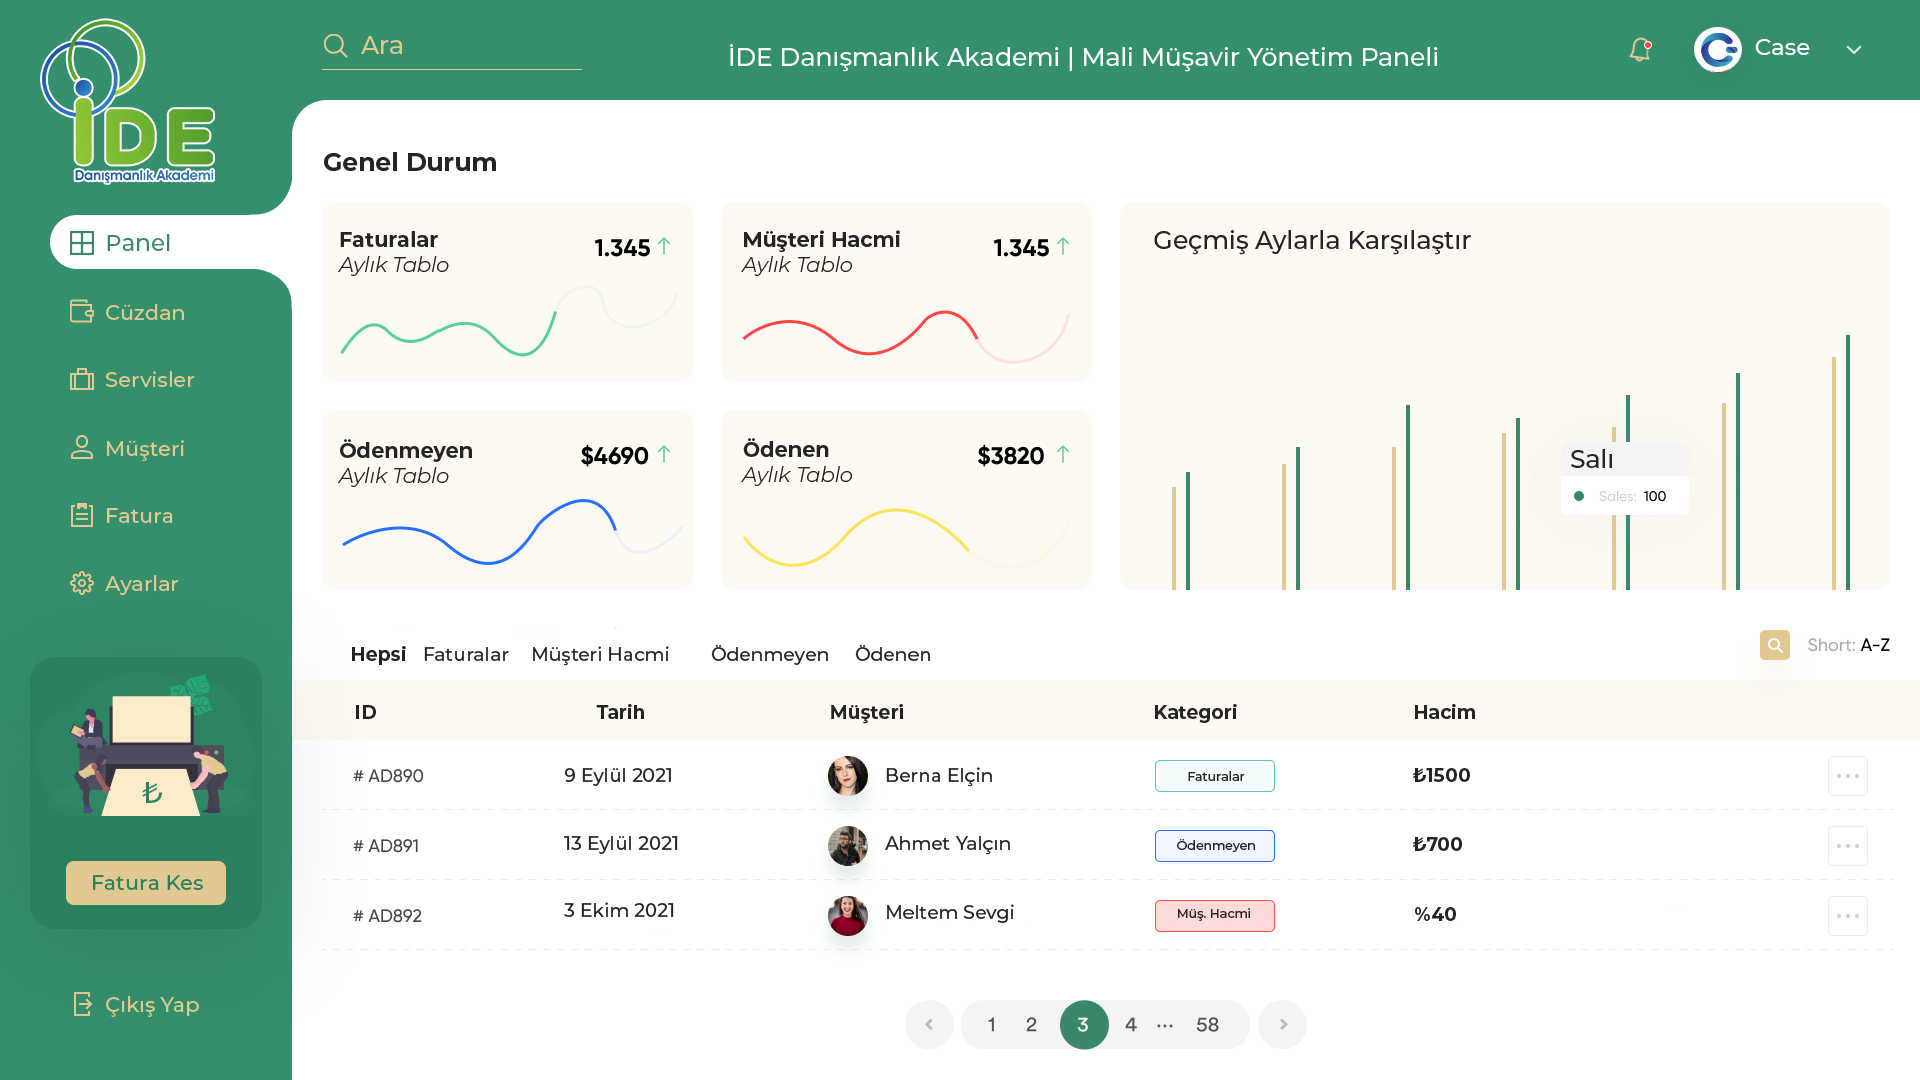 İDE
Danışmanlık Akademi
Ara
İDE Danışmanlık Akademi | Mali Müşavir Yönetim Paneli
Case
Panel
Cüzdan
Servisler
Müşteri
Fatura
Ayarlar
₺
Fatura Kes
Çıkış Yap
Genel Durum
Faturalar
Aylık Tablo
1.345
Müşteri Hacmi
Aylık Tablo
1.345
Ödenmeyen
Aylık Tablo
$4690
Ödenen
Aylık Tablo
$3820
Geçmiş Aylarla Karşılaştır
Salı
Sales: 100
Hepsi Faturalar Müşteri Hacmi Ödenmeyen Ödenen
Short: A-Z
ID Tarih Müşteri Kategori Hacim
# AD890 9 Eylül 2021 Berna Elçin Faturalar ₺1500 ...
# AD891 13 Eylül 2021 Ahmet Yalçın Ödenmeyen ₺700 ...
# AD892 3 Ekim 2021 Meltem Sevgi Müş. Hacmi %40 ...
1 2 3 4 ... 58